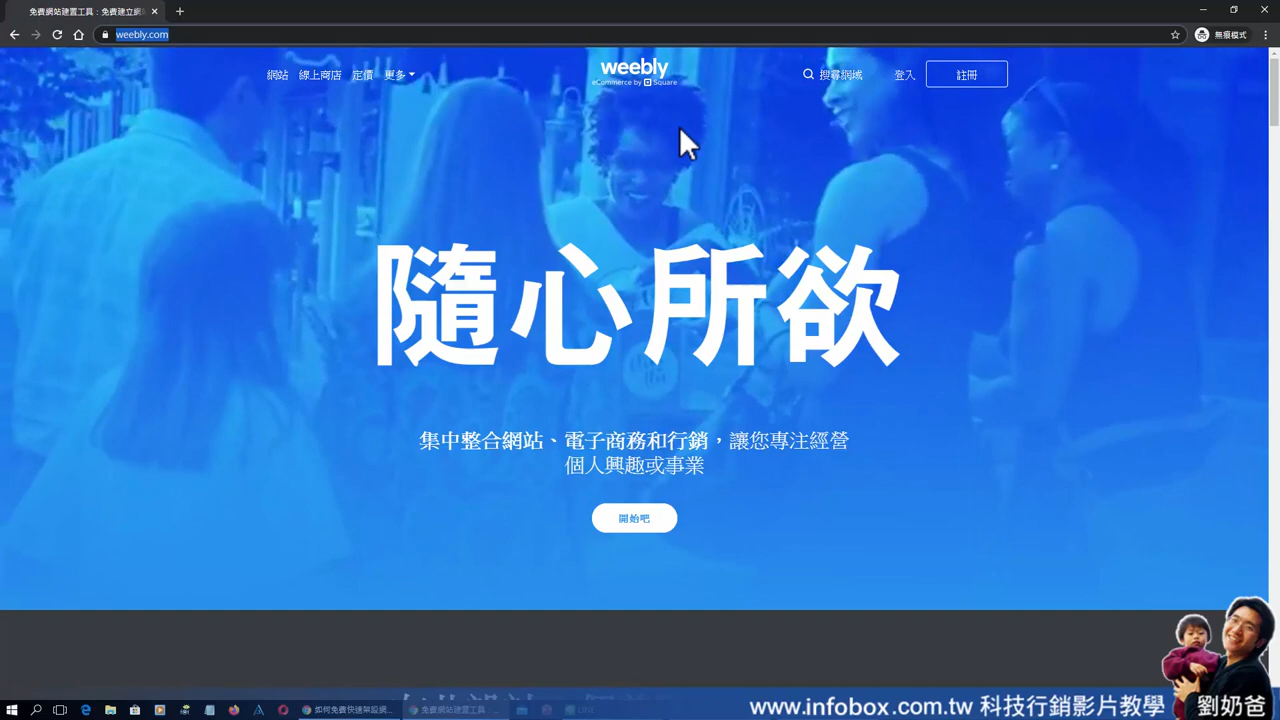 免費網站建置工具：免費建立網
weebly.com
無痕模式
網站 線上商店 定價 更多
weebly
eCommerce by Square
搜尋網域 登入 註冊
隨心所欲
集中整合網站、電子商務和行銷，讓您專注經營
個人興趣或事業
開始吧
如何免費快速架設網...
免費網站建置工具：...
LINE
www.infobox.com.tw 科技行銷影片教學 劉奶爸